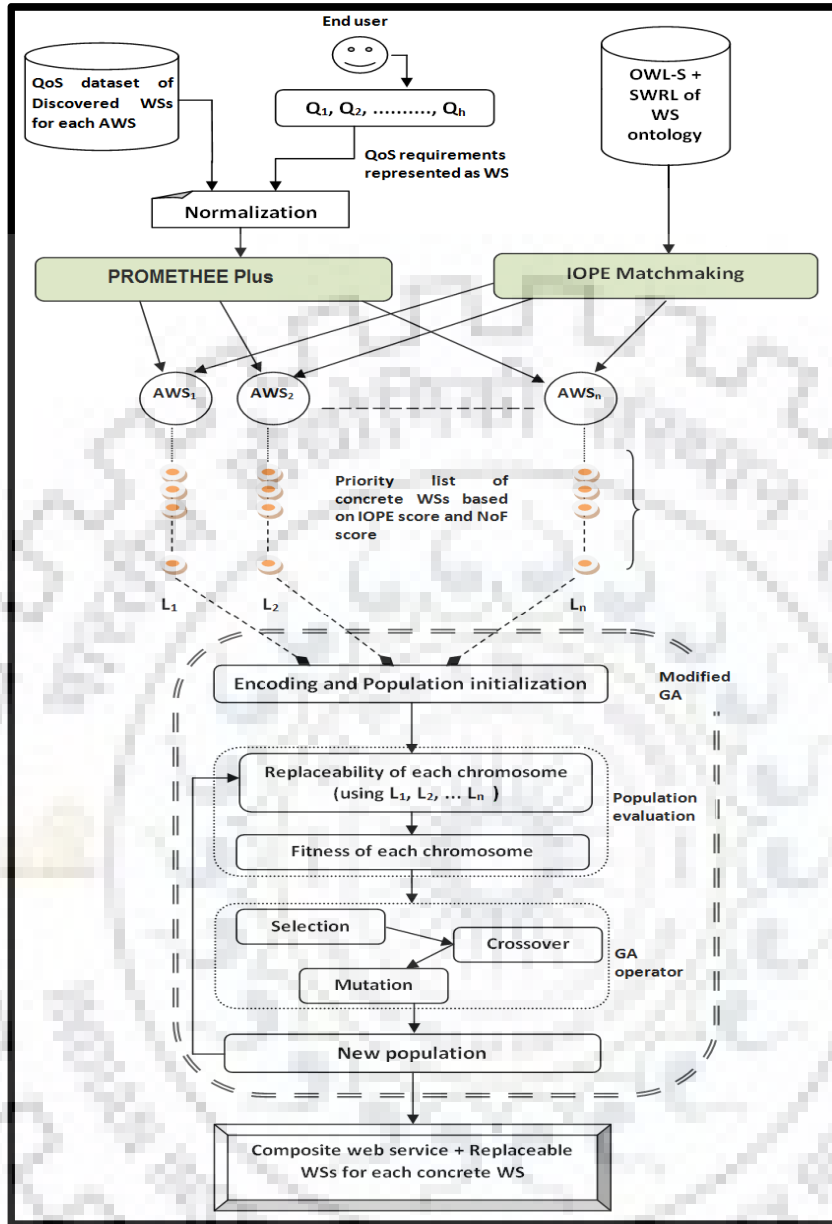 End user
QoS dataset of
Discovered WSs
for each AWS
Q1, Q2, .........., Qh
OWL-S +
SWRL of
WS
ontology
QoS requirements
represented as WS
Normalization
PROMETHEE Plus
IOPE Matchmaking
AWS1
AWS2
AWSn
Priority list of
concrete WSs based
on IOPE score and NoF
score
L1
L2
Ln
Encoding and Population initialization
Modified
GA
Replaceability of each chromosome
(using L1, L2, ... Ln )
Population
evaluation
Fitness of each chromosome
Selection
Crossover
Mutation
GA
operator
New population
Composite web service + Replaceable
WSs for each concrete WS